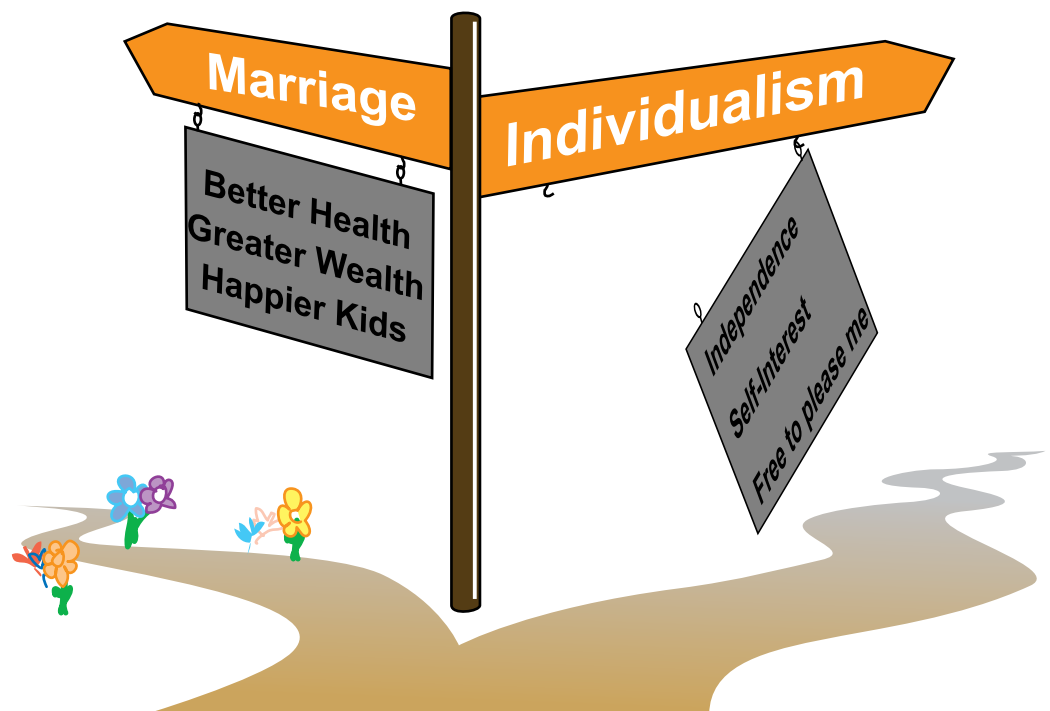 Marriage
Better Health
Greater Wealth
Happier Kids
Individualism
Independence
Self-Interest
Free to please me